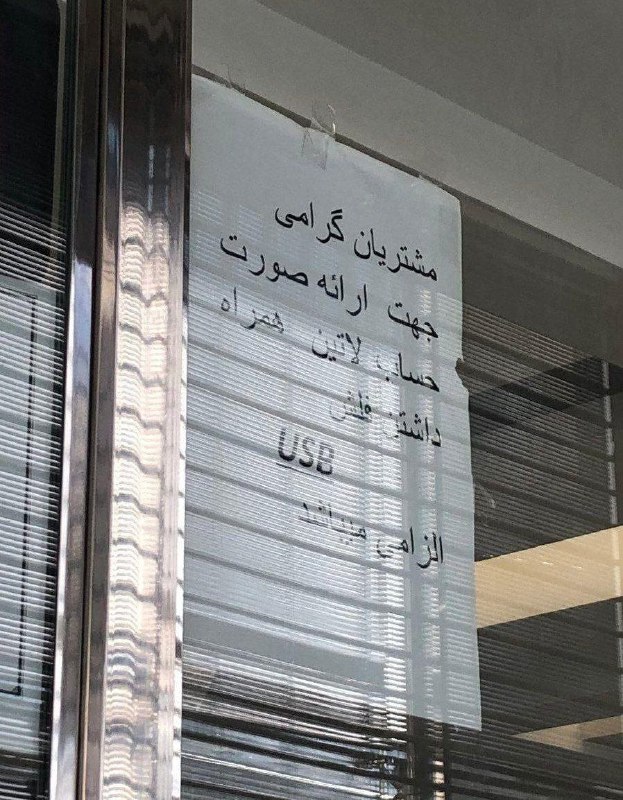 مشتریان گرامی
جهت ارائه صورت
حساب لاتین همراه
داشتن فلش
USB
الزامی میباشد